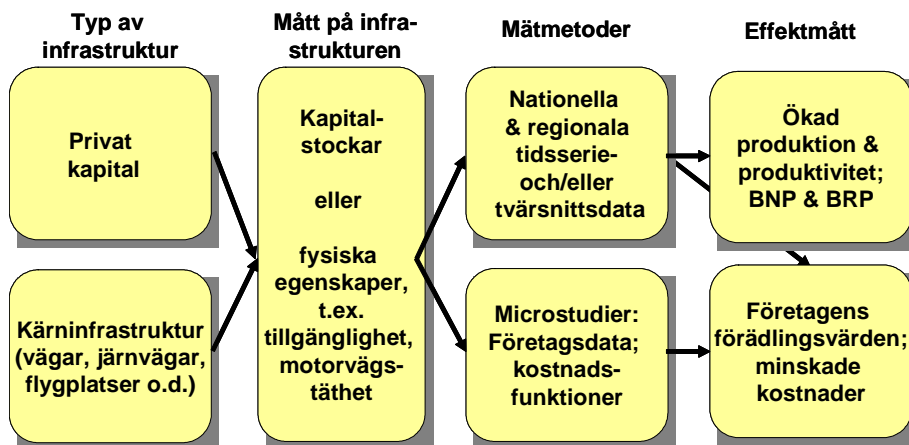 Typ av
infrastruktur
Mått på infra-
strukturen
Mätmetoder
Effektmått
Privat
kapital
Kärninfrastruktur
(vägar, järnvägar,
flygplatser o.d.)
Kapital-
stockar
eller
fysiska
egenskaper,
t.ex.
tillgänglighet,
motorvägs-
täthet
Nationella
& regionala
tidsserie-
och/eller
tvärsnittsdata
Microstudier:
Företagsdata;
kostnads-
funktioner
Ökad
produktion &
produktivitet;
BNP & BRP
Företagens
förädlingsvärden;
minskade
kostnader